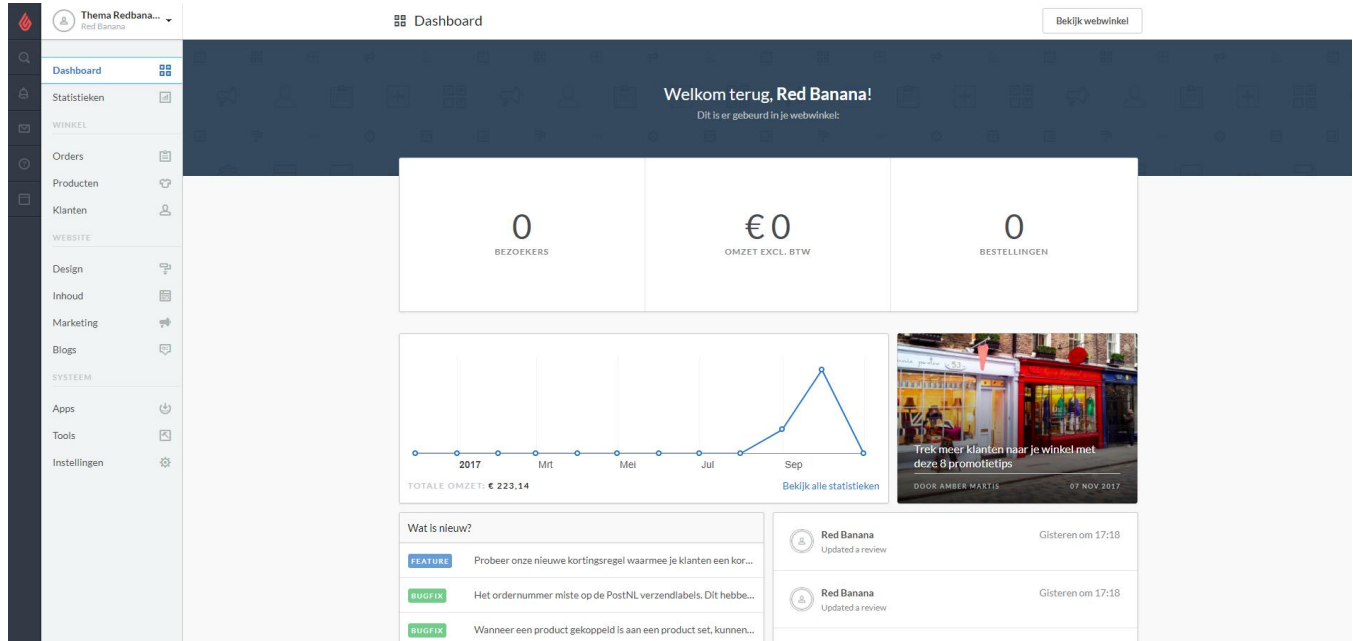 Thema Redbana...
Red Banana
Dashboard
Bekijk webwinkel
Dashboard
Statistieken
WINKEL
Orders
Producten
Klanten
WEBSITE
Design
Inhoud
Marketing
Blogs
SYSTEEM
Apps
Tools
Instellingen
Welkom terug, Red Banana!
Dit is er gebeurd in je webwinkel:
0
BEZOEKERS
€ 0
OMZET EXCL. BTW
0
BESTELLINGEN
2017 Mrt Mei Jul Sep
TOTALE OMZET: € 223,14
Bekijk alle statistieken
Trek meer klanten naar je winkel met
deze 8 promotietips
DOOR AMBER MARTIS 07 NOV 2017
Wat is nieuw?
FEATURE Probeer onze nieuwe kortingsregel waarmee je klanten een kor...
BUGFIX Het ordernummer miste op de PostNL verzendlabels. Dit hebbe...
BUGFIX Wanneer een product gekoppeld is aan een product set, kunnen...
Red Banana Gisteren om 17:18
Updated a review
Red Banana Gisteren om 17:18
Updated a review